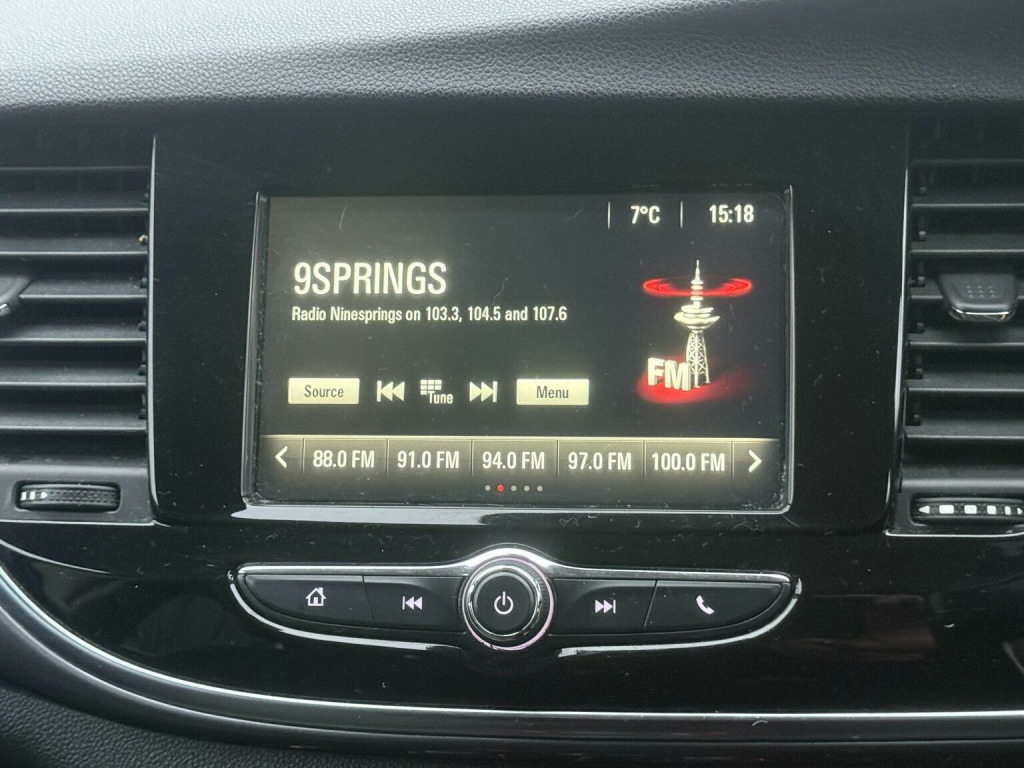 7°C 15:18
9SPRINGS
Radio Ninesprings on 103.3, 104.5 and 107.6
FM
Source Tune Menu
88.0 FM 91.0 FM 94.0 FM 97.0 FM 100.0 FM